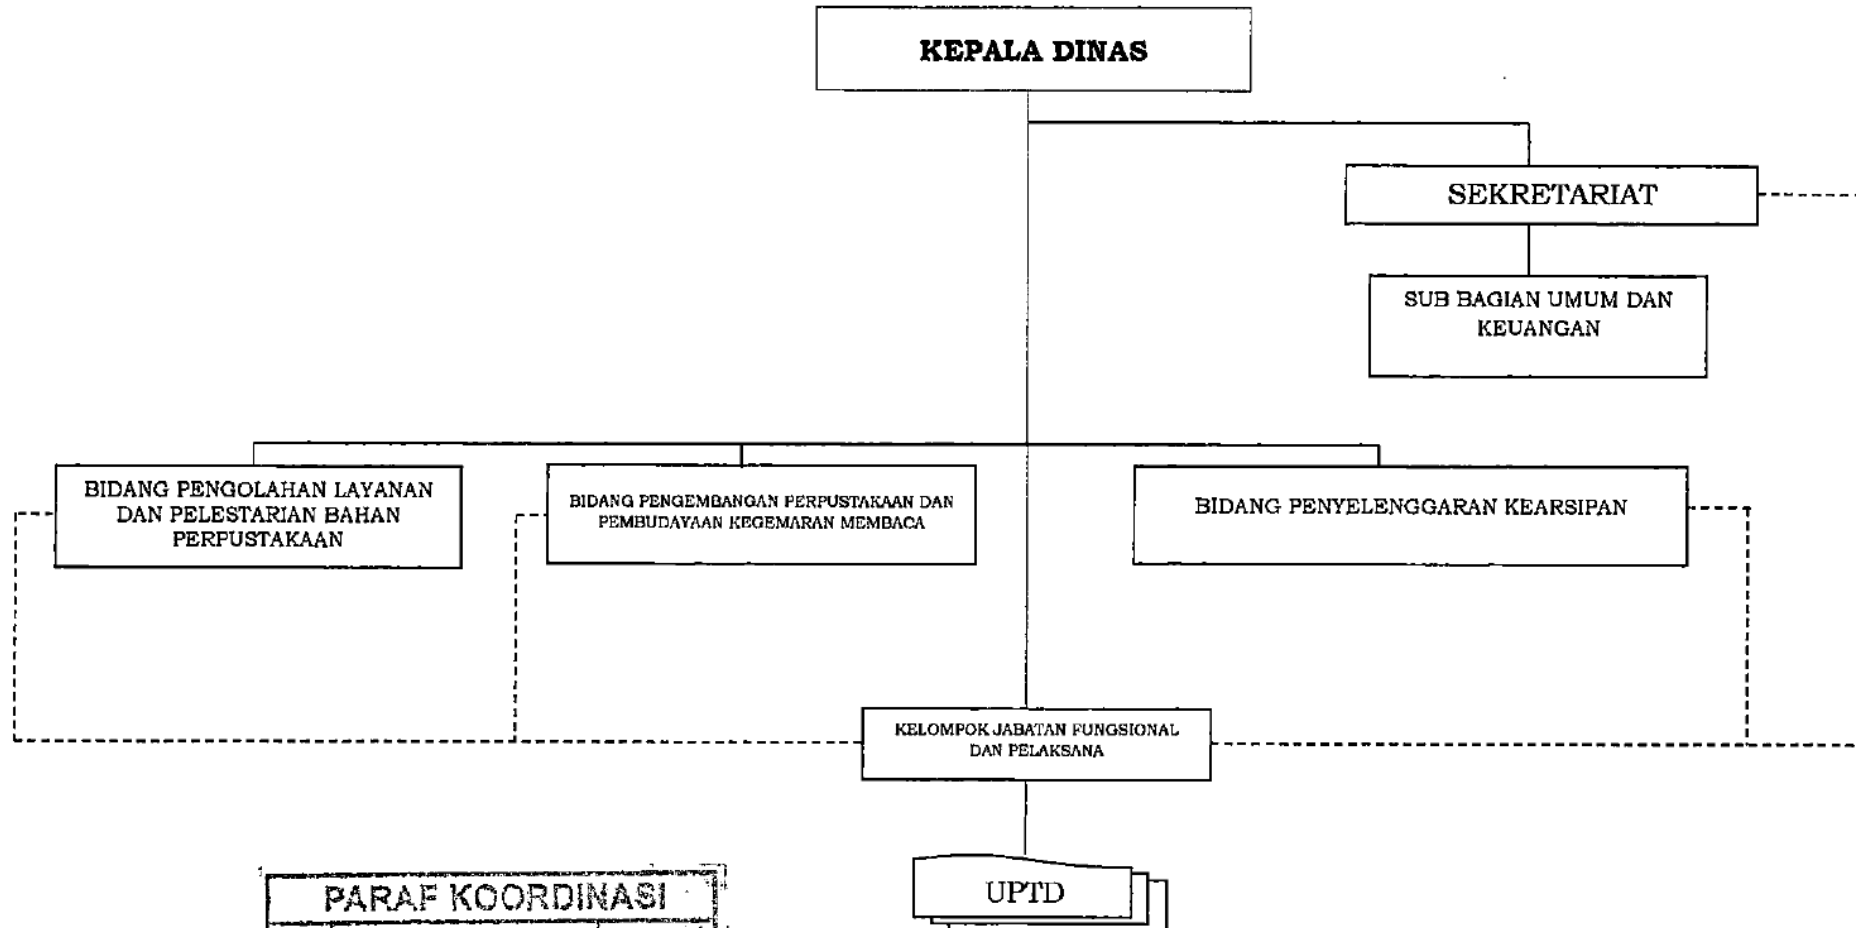 KEPALA DINAS
SEKRETARIAT
SUB BAGIAN UMUM DAN
KEUANGAN
BIDANG PENGOLAHAN LAYANAN
DAN PELESTARIAN BAHAN
PERPUSTAKAAN
BIDANG PENGEMBANGAN PERPUSTAKAAN DAN
PEMBUDAYAAN KEGEMARAN MEMBACA
BIDANG PENYELENGGARAN KEARSIPAN
KELOMPOK JABATAN FUNGSIONAL
DAN PELAKSANA
UPTD
PARAF KOORDINASI